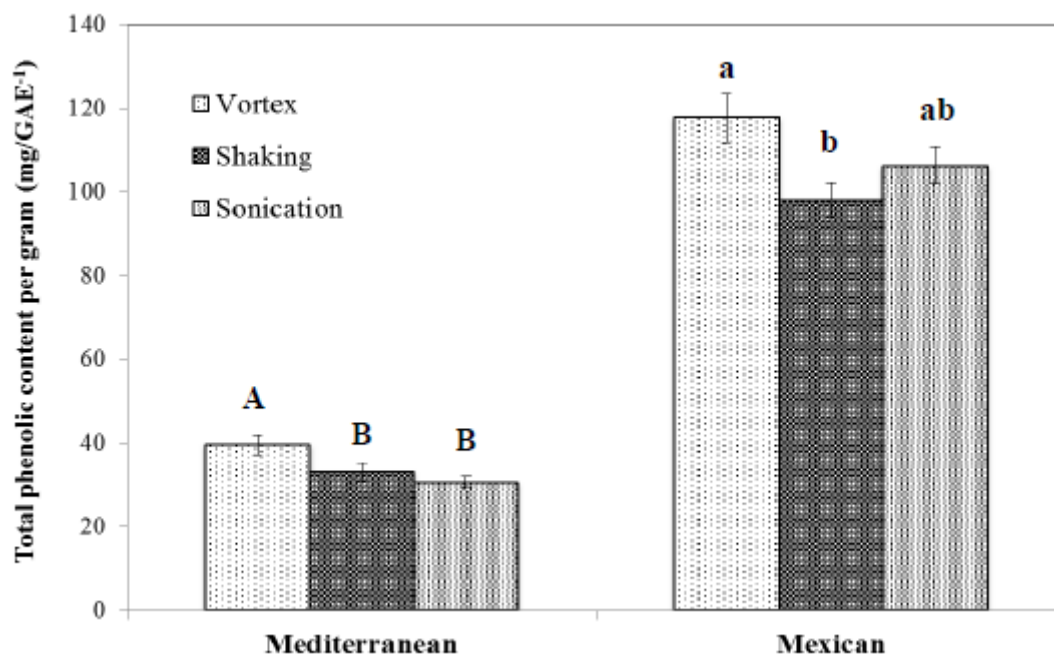 Total phenolic content per gram (mg/GAE⁻¹)
140
120
100
80
60
40
20
0
Vortex
Shaking
Sonication
A
B
B
a
b
ab
Mediterranean
Mexican